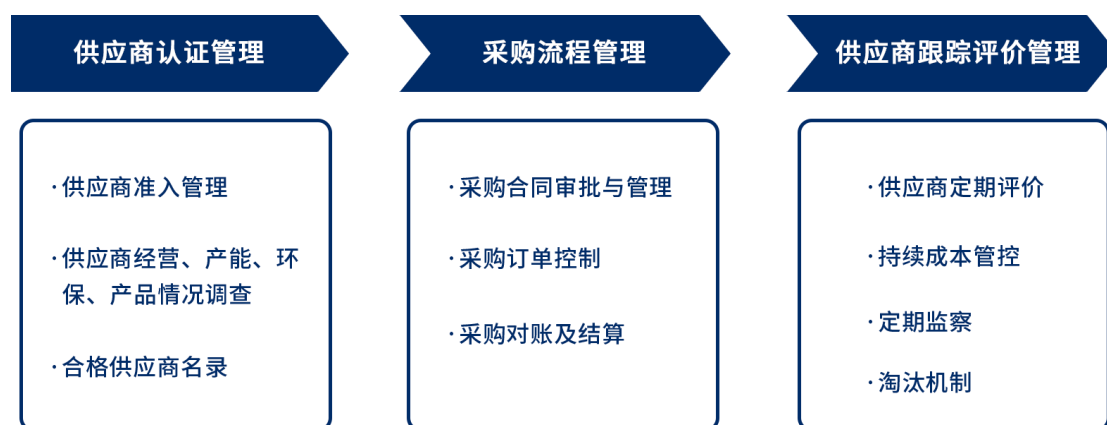 供应商认证管理
·供应商准入管理
·供应商经营、产能、环
保、产品情况调查
·合格供应商名录
采购流程管理
·采购合同审批与管理
·采购订单控制
·采购对账及结算
供应商跟踪评价管理
·供应商定期评价
·持续成本管控
·定期监察
·淘汰机制